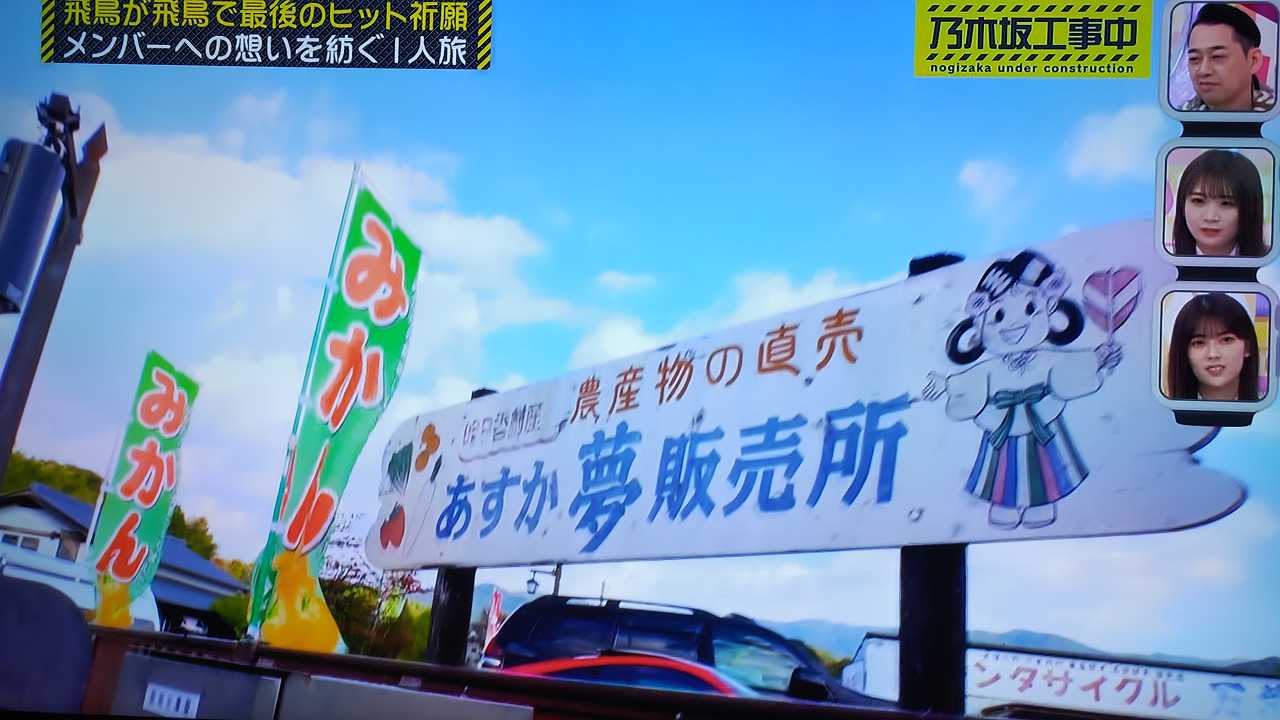 飛鳥が飛鳥で最後のヒット祈願
メンバーへの想いを紡ぐ1人旅
乃木坂工事中
nogizaka under construction
みかん
みかん
農産物の直売
あすか夢販売所
ンタサイクル